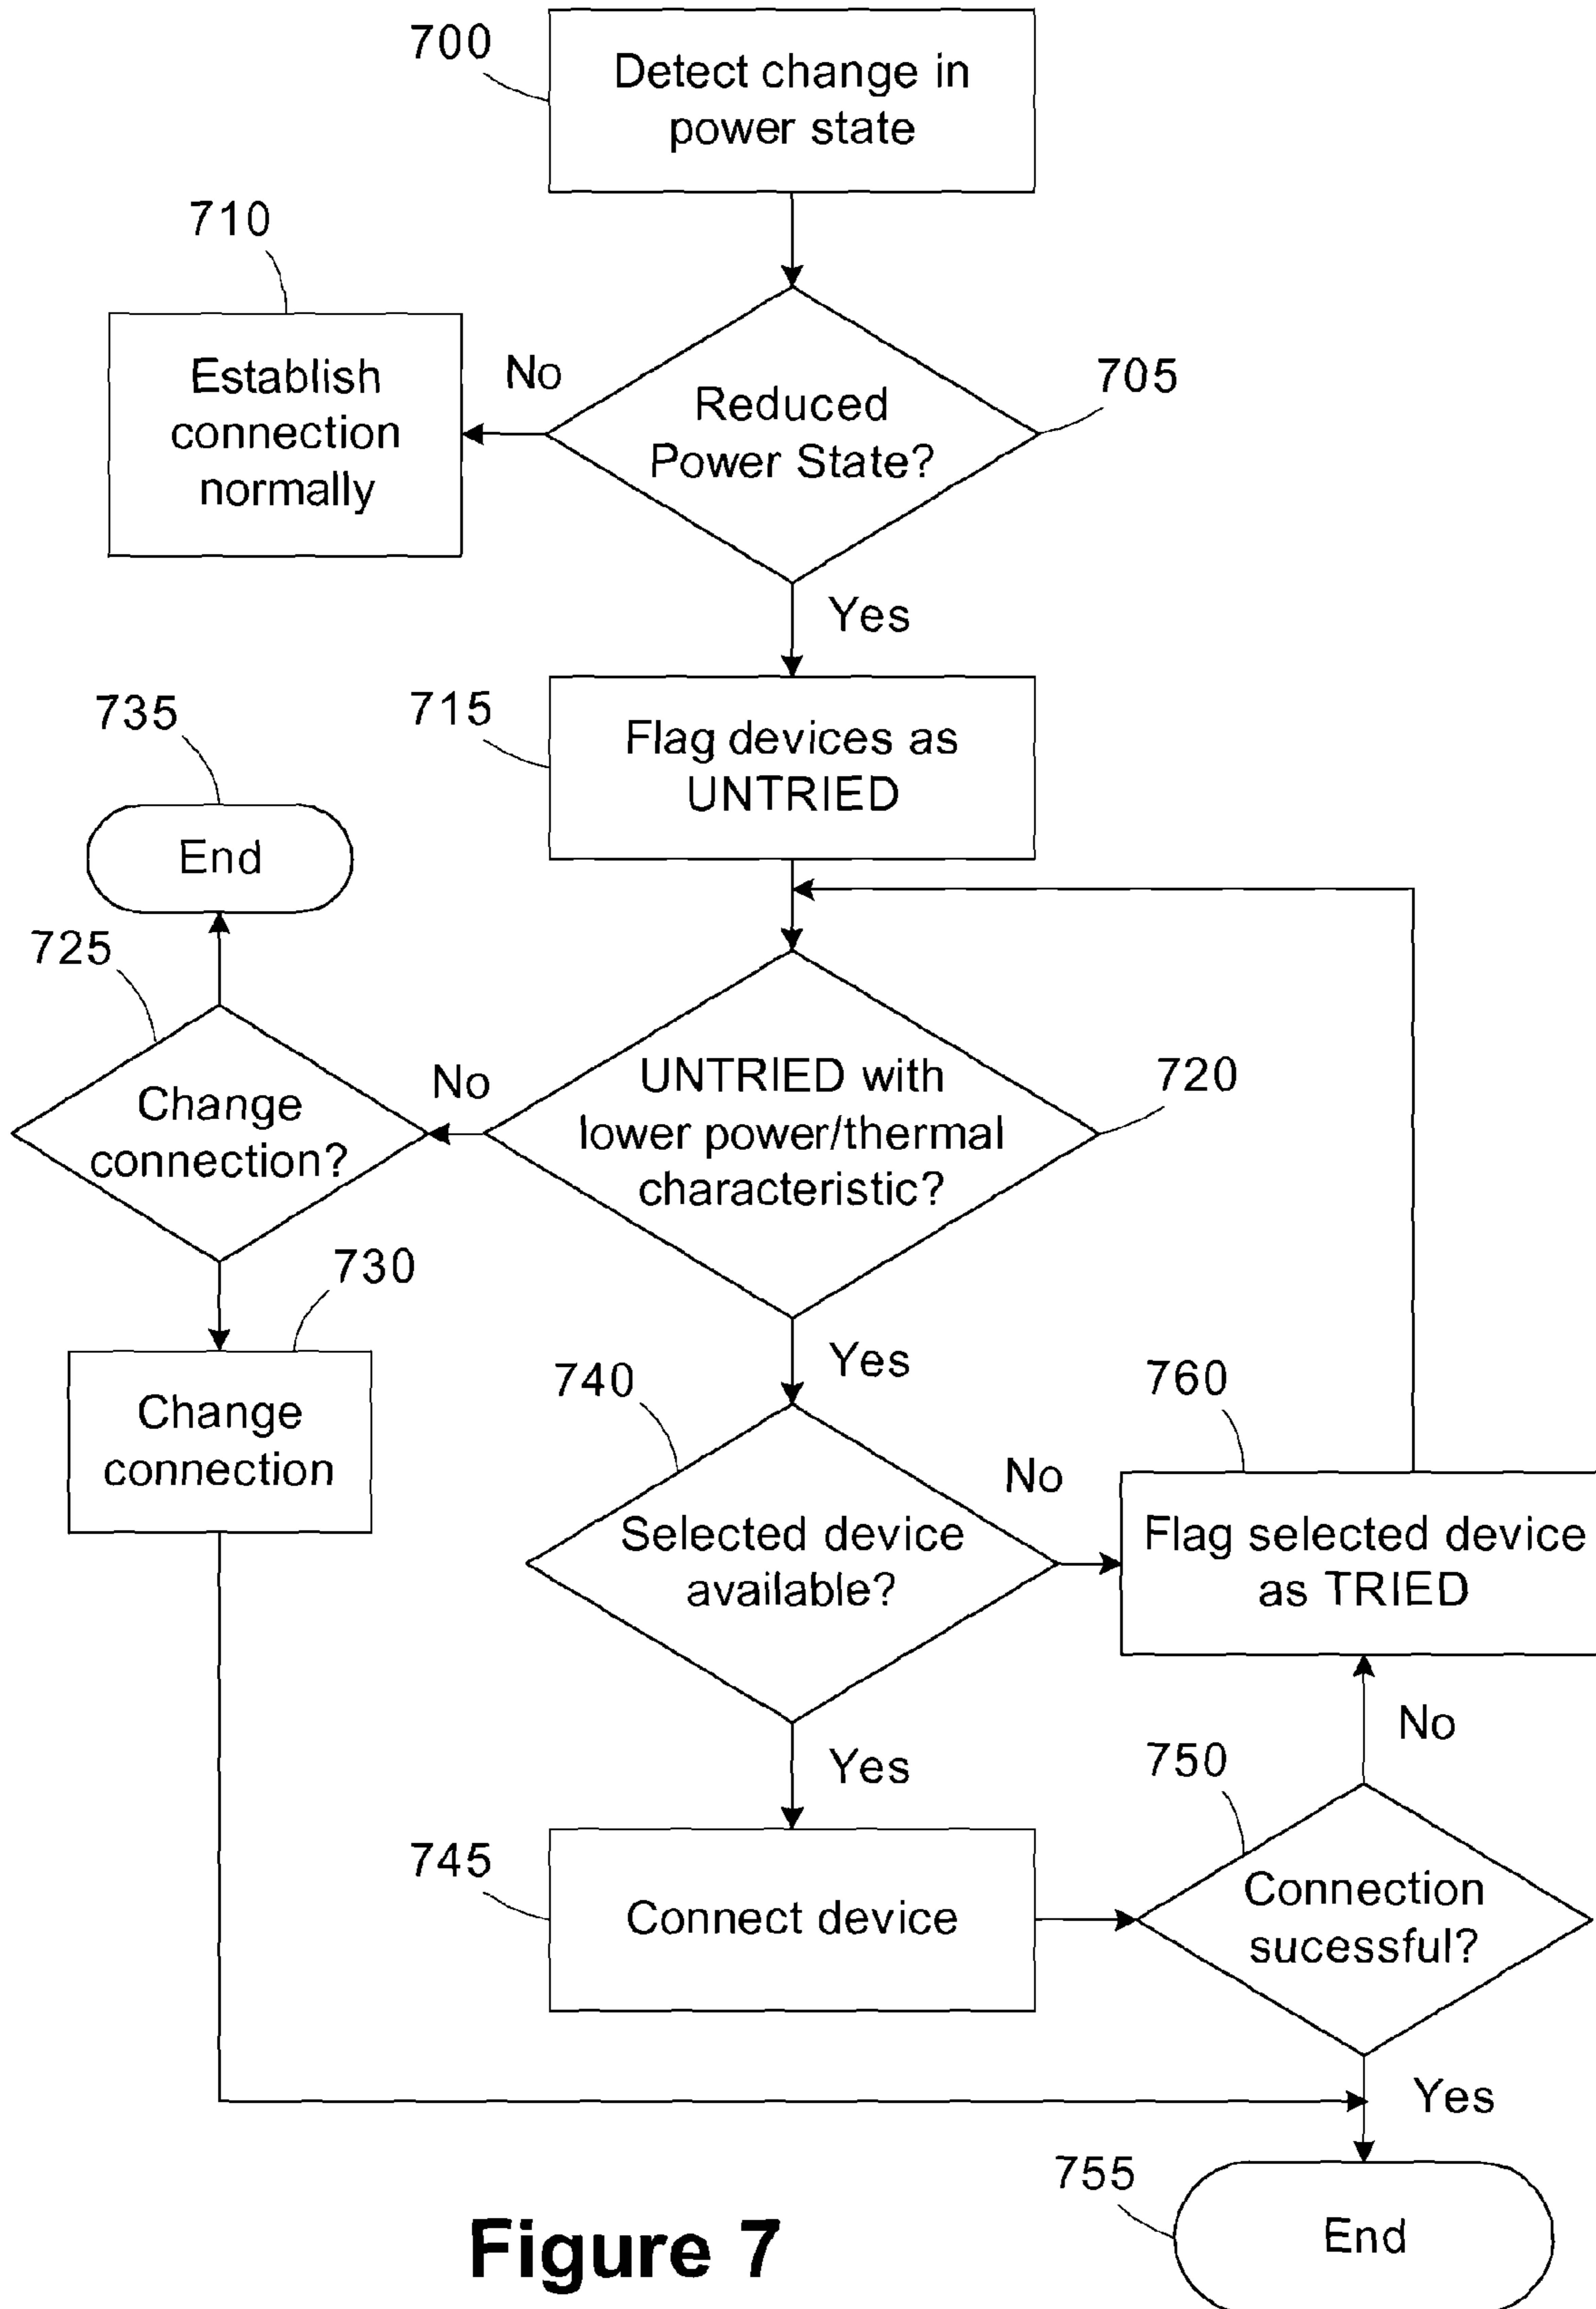 700
Detect change in
power state
710
Establish
connection
normally
No
Reduced
Power State?
705
Yes
735
End
715
Flag devices as
UNTRIED
725
Change
connection?
No
UNTRIED with
lower power/thermal
characteristic?
720
730
Change
connection
Yes
740
Selected device
available?
No
760
Flag selected device
as TRIED
Yes
No
745
Connect device
750
Connection
sucessful?
Yes
755
End
Figure 7